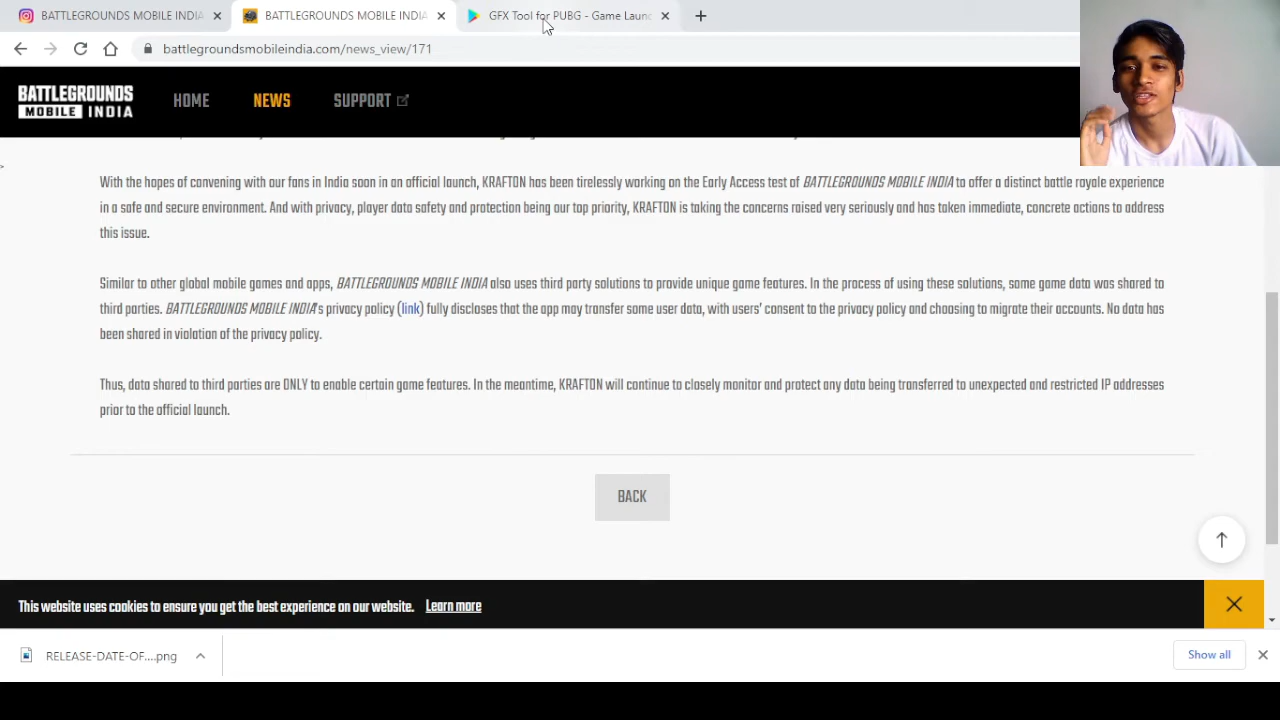 BATTLEGROUNDS MOBILE INDIA
BATTLEGROUNDS MOBILE INDIA
GFX Tool for PUBG - Game Launc
battlegroundsmobileindia.com/news_view/171
BATTLEGROUNDS
MOBILE INDIA
HOME
NEWS
SUPPORT
With the hopes of convening with our fans in India soon in an official launch, KRAFTON has been tirelessly working on the Early Access test of BATTLEGROUNDS MOBILE INDIA to offer a distinct battle royale experience
in a safe and secure environment. And with privacy, player data safety and protection being our top priority, KRAFTON is taking the concerns raised very seriously and has taken immediate, concrete actions to address
this issue.
Similar to other global mobile games and apps, BATTLEGROUNDS MOBILE INDIA also uses third party solutions to provide unique game features. In the process of using these solutions, some game data was shared to
third parties. BATTLEGROUNDS MOBILE INDIA's privacy policy (link) fully discloses that the app may transfer some user data, with users' consent to the privacy policy and choosing to migrate their accounts. No data has
been shared in violation of the privacy policy.
Thus, data shared to third parties are ONLY to enable certain game features. In the meantime, KRAFTON will continue to closely monitor and protect any data being transferred to unexpected and restricted IP addresses
prior to the official launch.
BACK
This website uses cookies to ensure you get the best experience on our website. Learn more
RELEASE-DATE-OF....png
Show all